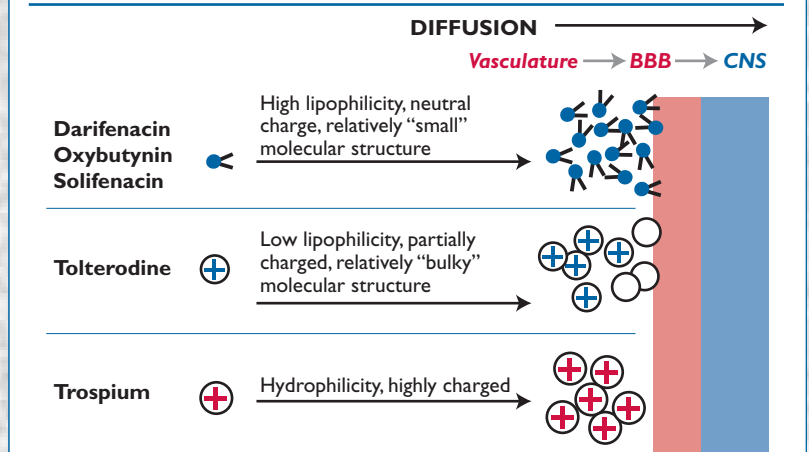 DIFFUSION
Vasculature BBB CNS
Darifenacin
Oxybutynin
Solifenacin
High lipophilicity, neutral
charge, relatively “small”
molecular structure
Tolterodine
Low lipophilicity, partially
charged, relatively “bulky”
molecular structure
Trospium
Hydrophilicity, highly charged